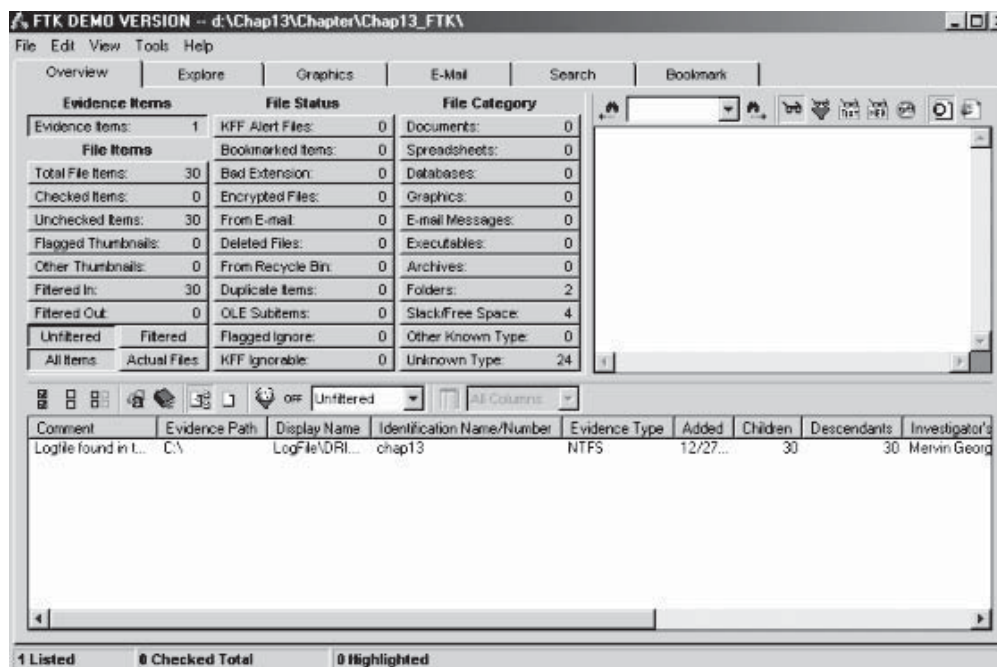 FTK DEMO VERSION -- d:\Chap13\Chapter\Chap13_FTK\
File Edit View Tools Help
Overview Explore Graphics E-Mail Search Bookmark
Evidence Items File Status File Category
Evidence Items: 1 KFF Alert Files: 0 Documents: 0
File Items Bookmarked Items: 0 Spreadsheets: 0
Total File Items: 30 Bad Extension: 0 Databases: 0
Checked Items: 0 Encrypted Files: 0 Graphics: 0
Unchecked Items: 30 From E-mail: 0 E-mail Messages: 0
Flagged Thumbnails: 0 Deleted Files: 0 Executables: 0
Other Thumbnails: 0 From Recycle Bin: 0 Archives: 0
Filtered In: 30 Duplicate Items: 0 Folders: 2
Filtered Out: 0 OLE Subitems: 0 Slack/Free Space: 4
Unfiltered Filtered Flagged Ignore: 0 Other Known Type: 0
All Items Actual Files KFF Ignorable: 0 Unknown Type: 24
OFF Unfiltered All Columns
Comment Evidence Path Display Name Identification Name/Number Evidence Type Added Children Descendants Investigator's
Logfile found in t... C:\ LogFile\DRI... chap13 NTFS 12/27... 30 30 Mervin Georg
1 Listed 0 Checked Total 0 Highlighted